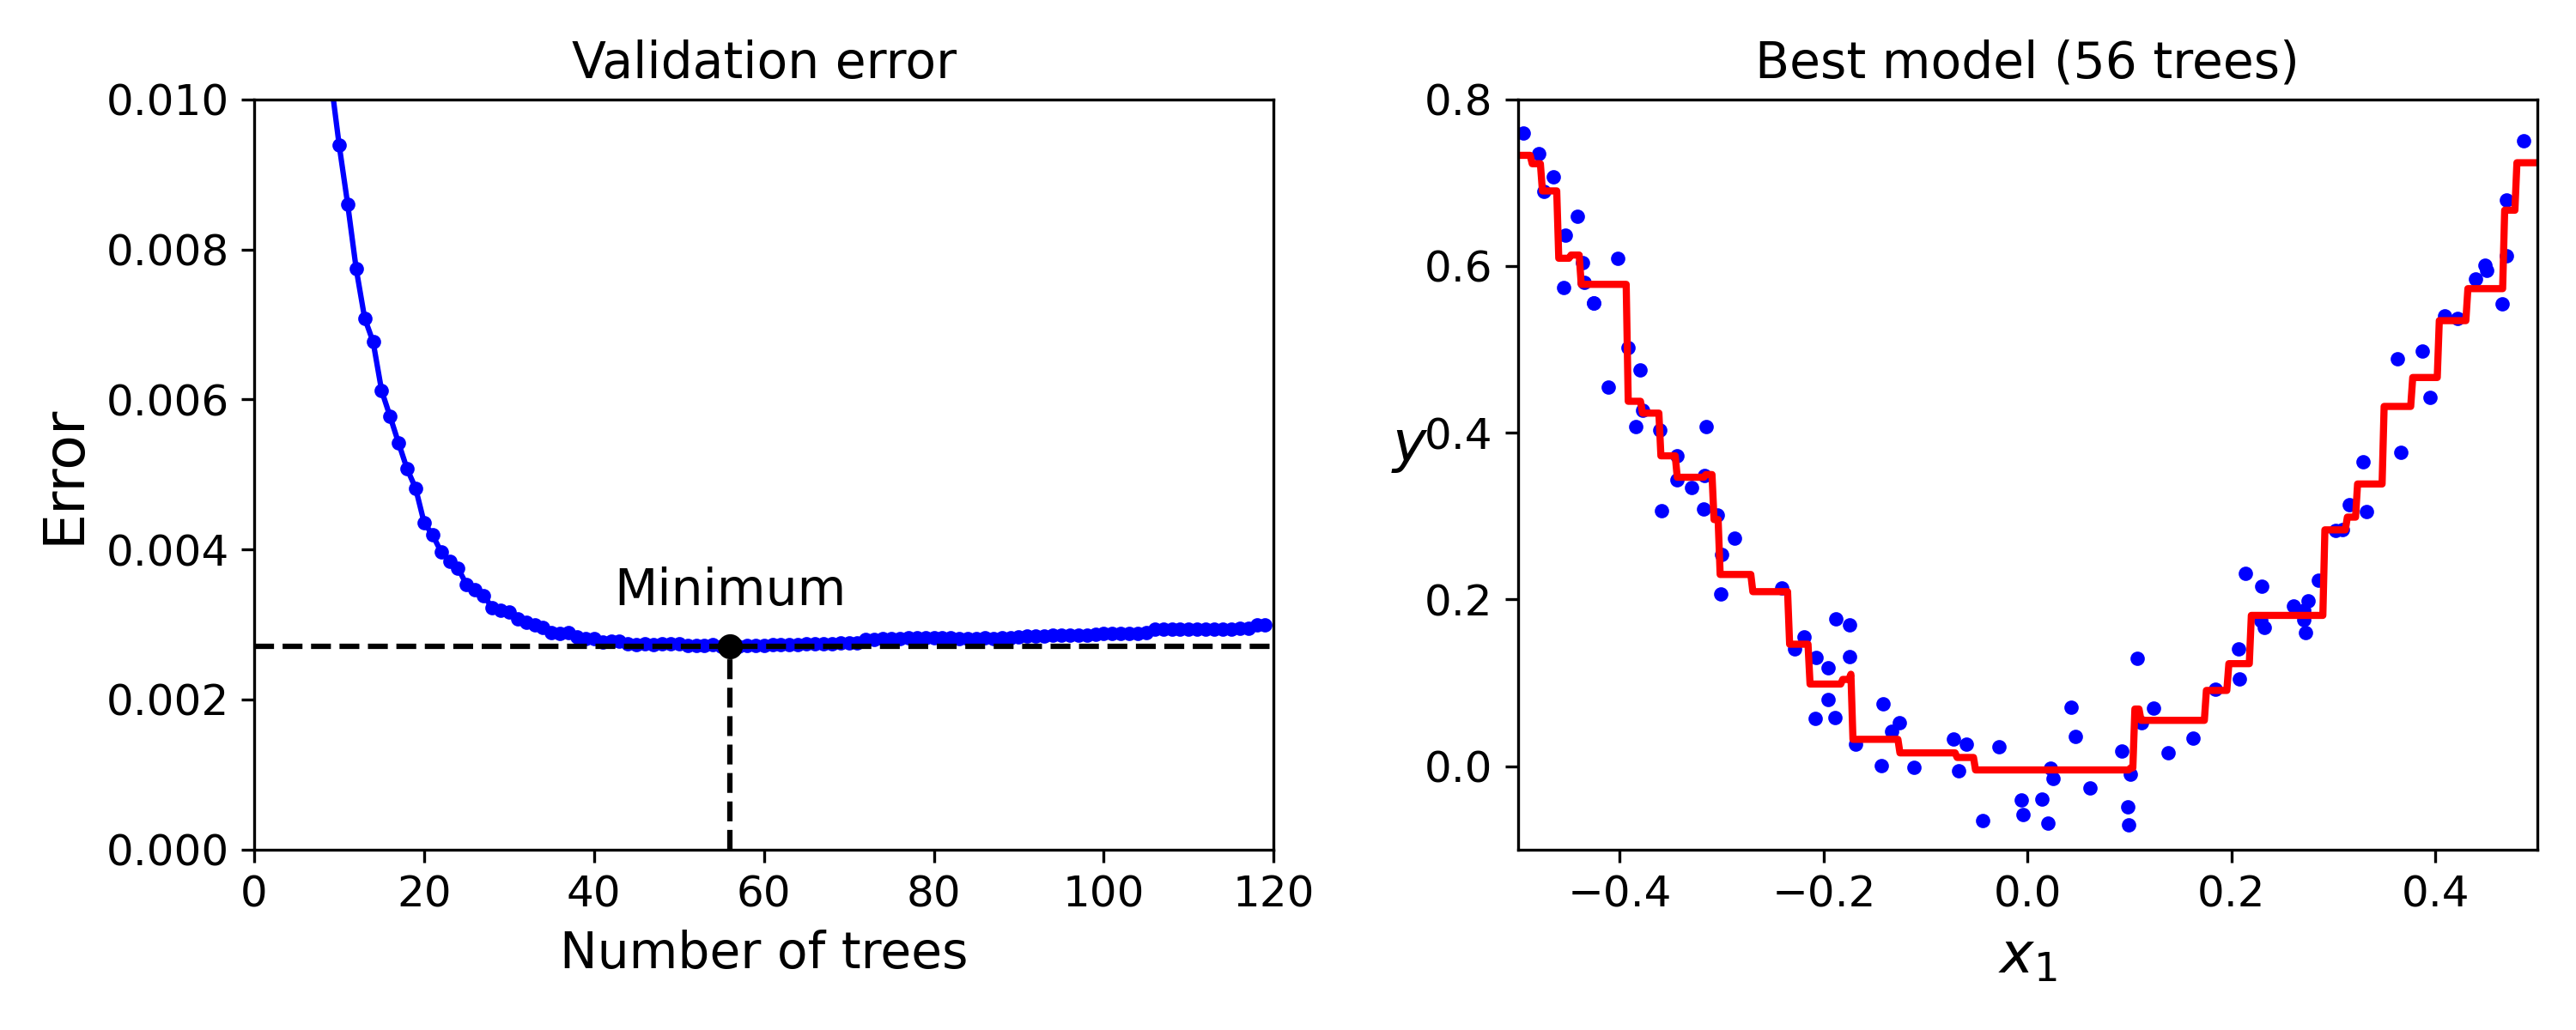 Validation error
0.010
0.008
0.006
0.004
0.002
0.000
Error
Minimum
0 20 40 60 80 100 120
Number of trees
Best model (56 trees)
0.8
0.6
0.4
0.2
0.0
y
−0.4 −0.2 0.0 0.2 0.4
x₁